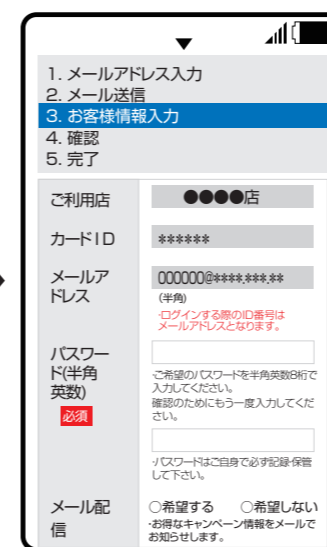 1. メールアドレス入力
2. メール送信
3. お客様情報入力
4. 確認
5. 完了
ご利用店
●●●●店
カードID
******
メールア
ドレス
000000@****.***.**
(半角)
・ログインする際のID番号は
メールアドレスとなります。
パスワー
ド(半角
英数)
必須
・ご希望のパスワードを半角英数8桁で
入力してください。
確認のためにもう一度入力してくだ
さい。
・パスワードはご自身で必ず記録・保管
して下さい。
メール配
信
○希望する ○希望しない
・お得なキャンペーン情報をメールで
お知らせします。